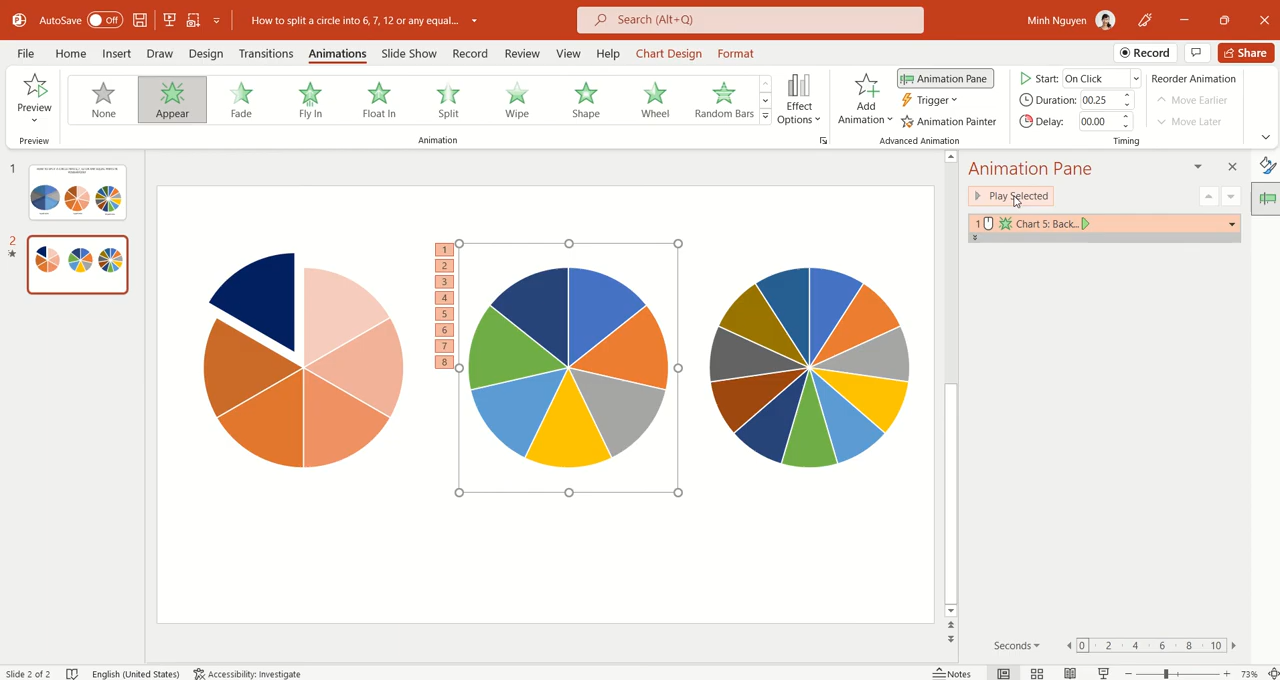 AutoSave Off How to split a circle into 6, 7, 12 or any equal... Search (Alt+Q) Minh Nguyen
File Home Insert Draw Design Transitions Animations Slide Show Record Review View Help Chart Design Format Record Share
Preview
Preview
None Appear Fade Fly In Float In Split Wipe Shape Wheel Random Bars
Animation
Effect
Options
Add
Animation
Animation Pane
Trigger
Animation Painter
Advanced Animation
Start: On Click
Duration: 00.25
Delay: 00.00
Timing
Reorder Animation
Move Earlier
Move Later
1
2
1
2
3
4
5
6
7
8
Animation Pane
Play Selected
1 Chart 5: Back...
Seconds 0 2 4 6 8 10
Slide 2 of 2 English (United States) Accessibility: Investigate Notes 73%